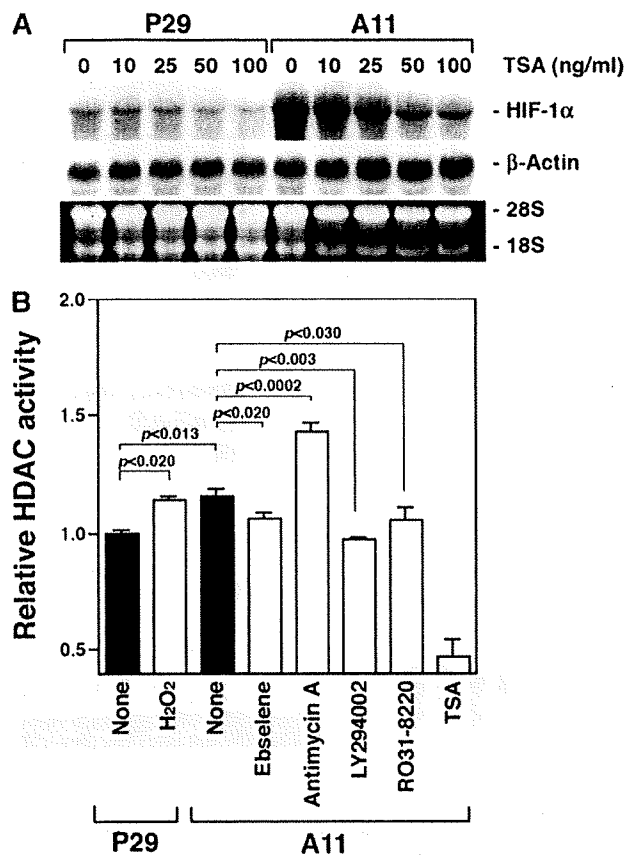 A
P29 A11
0 10 25 50 100 0 10 25 50 100 TSA (ng/ml)
- HIF-1α
- β-Actin
- 28S
- 18S
B
Relative HDAC activity
2.0
1.5
1.0
0.5
p<0.030
p<0.003
p<0.0002
p<0.020
p<0.013
p<0.020
None
H2O2
None
Ebselene
Antimycin A
LY294002
RO31-8220
TSA
P29 A11